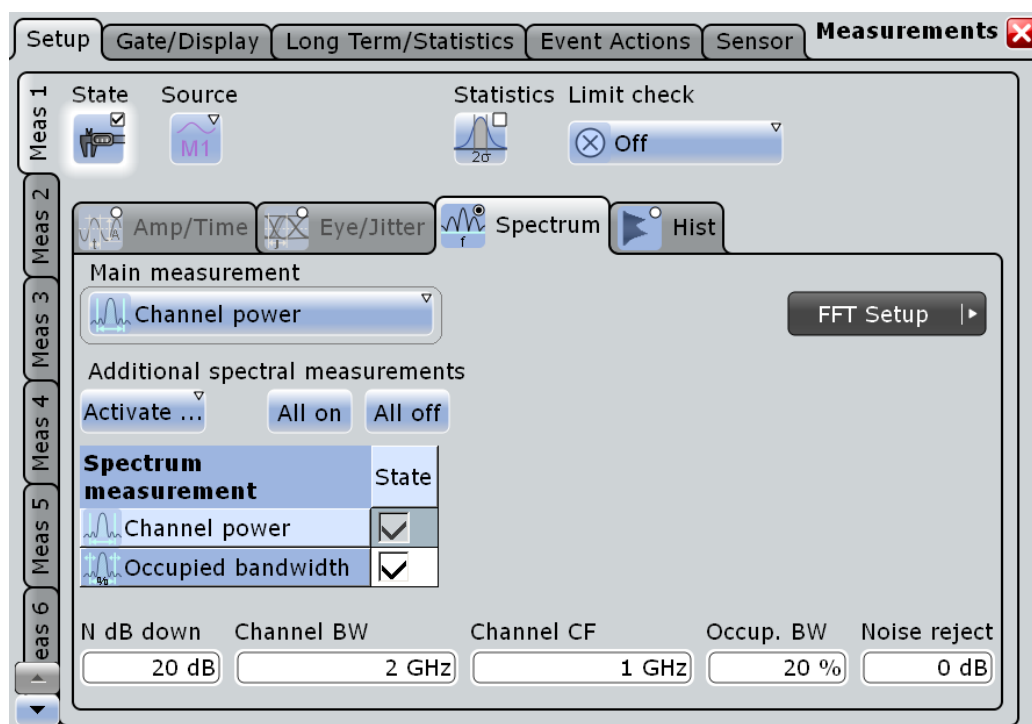 Setup Gate/Display Long Term/Statistics Event Actions Sensor Measurements
Meas 1
Meas 2
Meas 3
Meas 4
Meas 5
eas 6
State Source Statistics Limit check
M1 2σ Off
Amp/Time Eye/Jitter Spectrum Hist
Main measurement
Channel power FFT Setup
Additional spectral measurements
Activate ... All on All off
Spectrum
measurement State
Channel power
Occupied bandwidth
N dB down Channel BW Channel CF Occup. BW Noise reject
20 dB 2 GHz 1 GHz 20 % 0 dB